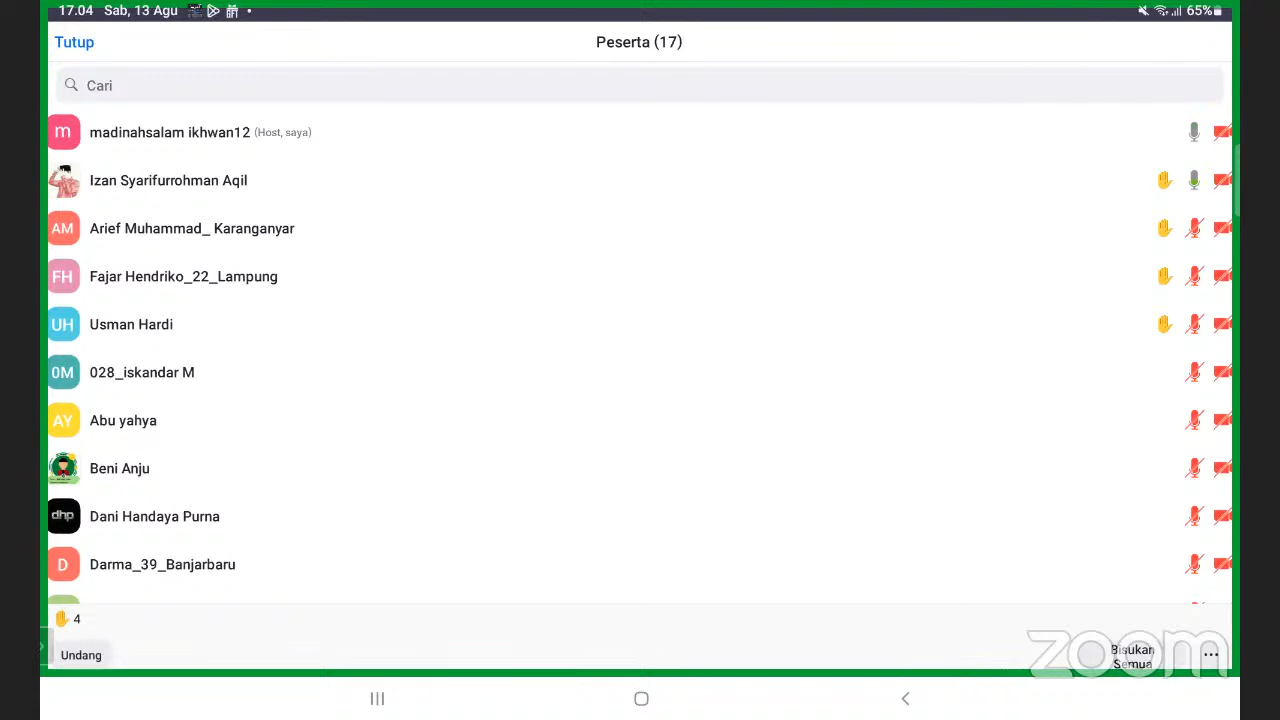 17.04 Sab, 13 Agu
65%
Tutup
Peserta (17)
Cari
m
madinahsalam ikhwan12 (Host, saya)
Izan Syarifurrohman Aqil
AM
Arief Muhammad_ Karanganyar
FH
Fajar Hendriko_22_Lampung
UH
Usman Hardi
0M
028_iskandar M
AY
Abu yahya
Beni Anju
dhp
Dani Handaya Purna
D
Darma_39_Banjarbaru
4
Undang
Bisukan
Semua
zoom